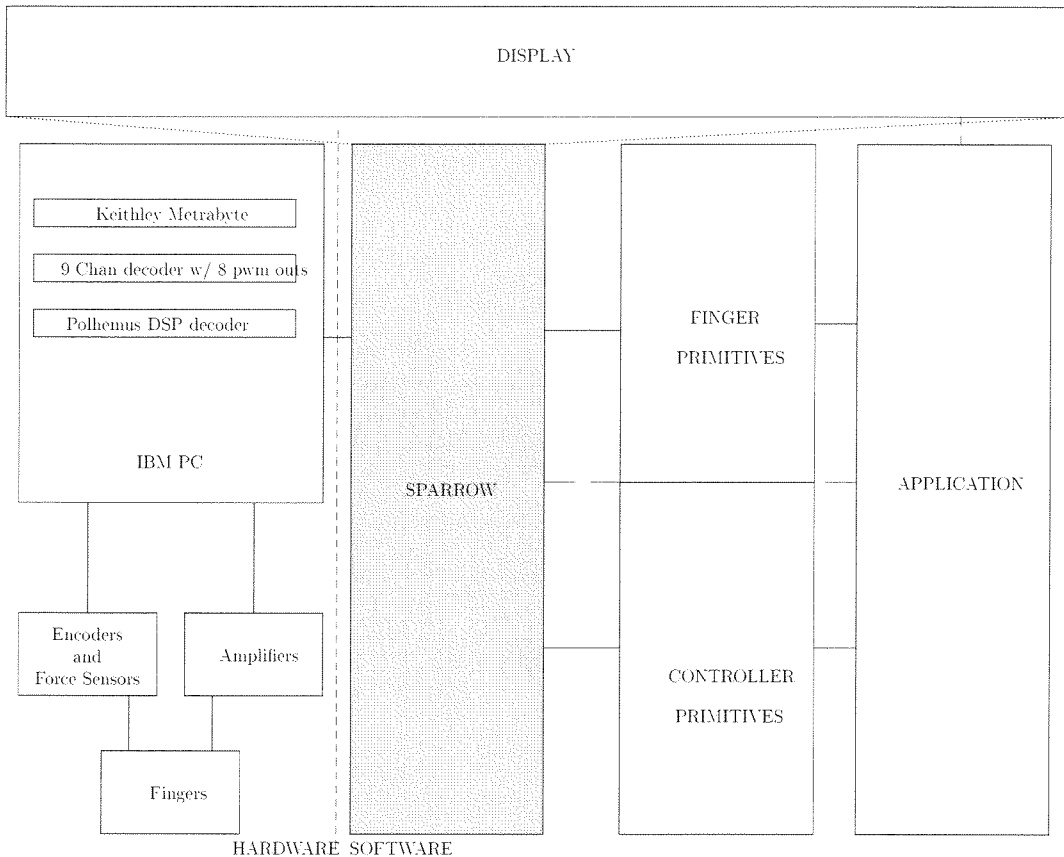 DISPLAY
Keithley Metrabyte
9 Chan decoder w/ 8 pwm outs
Polhemus DSP decoder
IBM PC
SPARROW
FINGER
PRIMITIVES
CONTROLLER
PRIMITIVES
APPLICATION
Encoders
and
Force Sensors
Amplifiers
Fingers
HARDWARE SOFTWARE